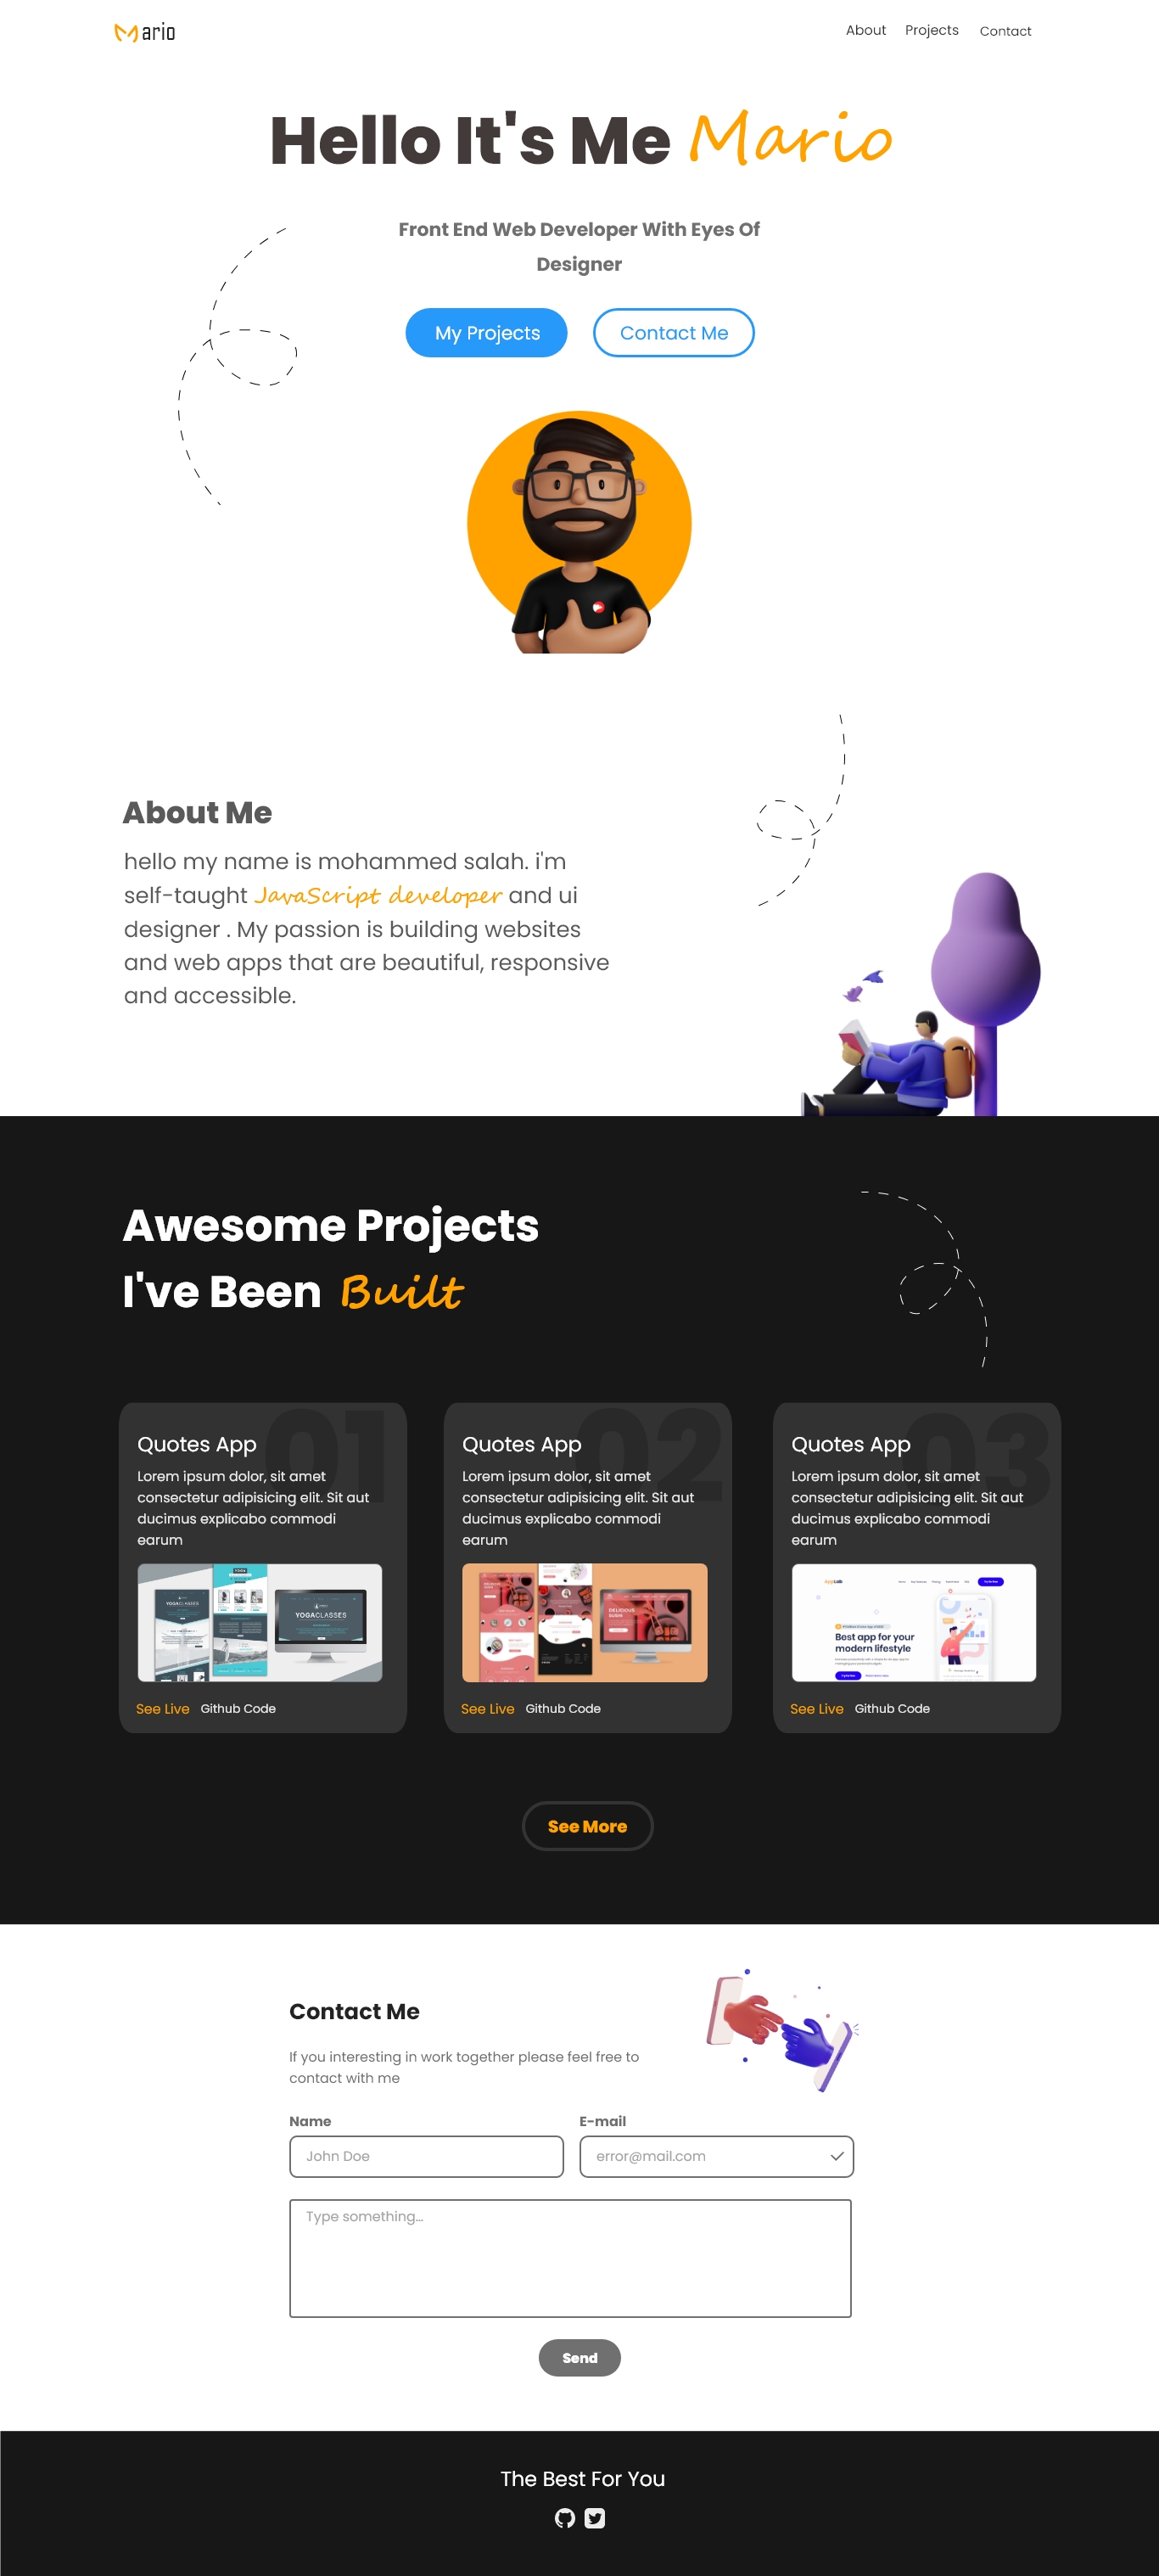 Mario
About Projects Contact
Hello It's Me Mario
Front End Web Developer With Eyes Of
Designer
My Projects
Contact Me
About Me
hello my name is mohammed salah. i'm
self-taught JavaScript developer and ui
designer . My passion is building websites
and web apps that are beautiful, responsive
and accessible.
Awesome Projects
I've Been Built
01
Quotes App
Lorem ipsum dolor, sit amet
consectetur adipisicing elit. Sit aut
ducimus explicabo commodi
earum
YOGACLASSES
See Live Github Code
02
Quotes App
Lorem ipsum dolor, sit amet
consectetur adipisicing elit. Sit aut
ducimus explicabo commodi
earum
DELICIOUS
See Live Github Code
03
Quotes App
Lorem ipsum dolor, sit amet
consectetur adipisicing elit. Sit aut
ducimus explicabo commodi
earum
AppLab
Best app for your
modern lifestyle
See Live Github Code
See More
Contact Me
If you interesting in work together please feel free to
contact with me
Name
John Doe
E-mail
error@mail.com
Type something...
Send
The Best For You